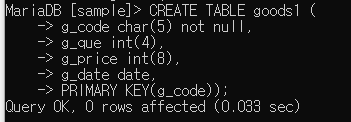 MariaDB [sample]> CREATE TABLE goods1 (
    -> g_code char(5) not null,
    -> g_que int(4),
    -> g_price int(8),
    -> g_date date,
    -> PRIMARY KEY(g_code));
Query OK, 0 rows affected (0.033 sec)